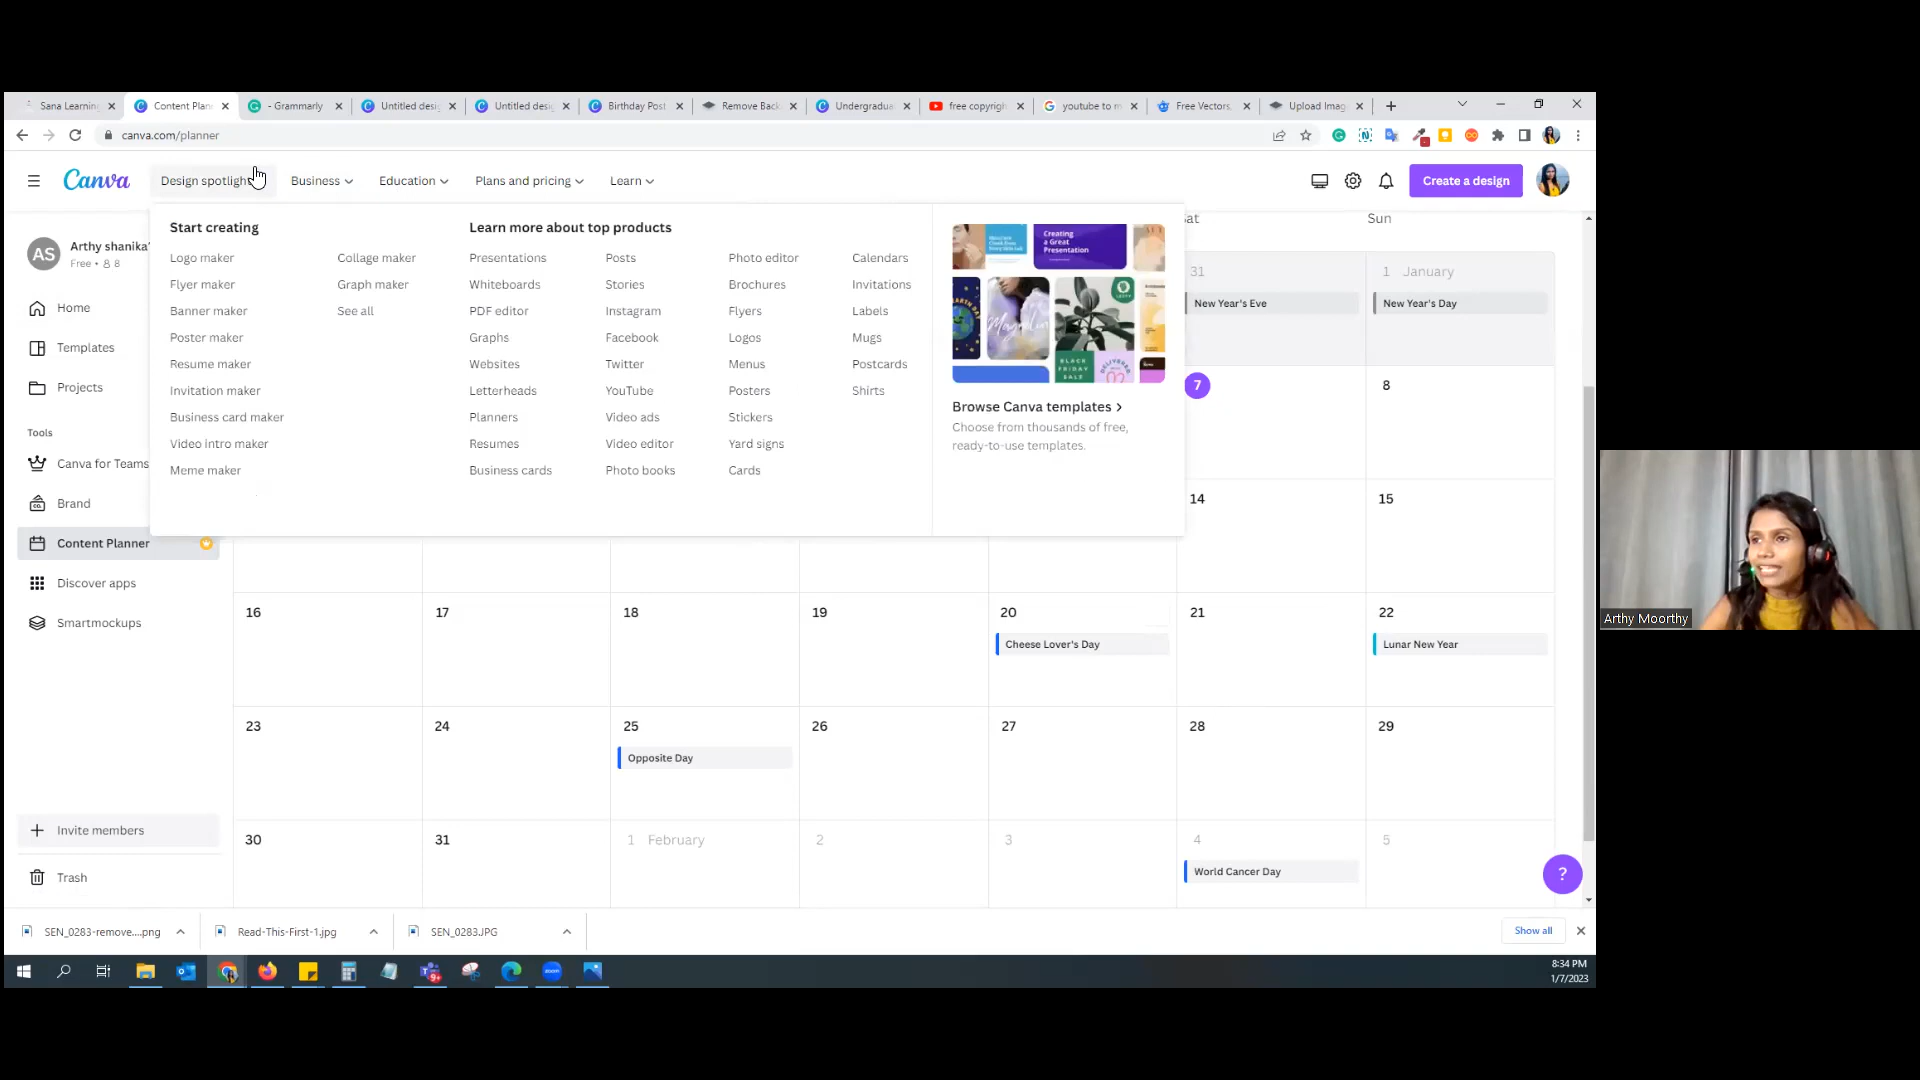 Sana Learning
Content Plan
- Grammarly
Untitled desi
Untitled desi
Birthday Post
Remove Back
Undergradua
free copyrigh
youtube to m
Free Vectors,
Upload Imag
canva.com/planner
Canva
Design spotlight
Business
Education
Plans and pricing
Learn
Create a design
Start creating
Logo maker
Flyer maker
Banner maker
Poster maker
Resume maker
Invitation maker
Business card maker
Video intro maker
Meme maker
Collage maker
Graph maker
See all
Learn more about top products
Presentations
Whiteboards
PDF editor
Graphs
Websites
Letterheads
Planners
Resumes
Business cards
Posts
Stories
Instagram
Facebook
Twitter
YouTube
Video ads
Video editor
Photo books
Photo editor
Brochures
Flyers
Logos
Menus
Posters
Stickers
Yard signs
Cards
Calendars
Invitations
Labels
Mugs
Postcards
Shirts
Creating
a Great
Presentation
BLACK
FRIDAY
SALE
Browse Canva templates >
Choose from thousands of free,
ready-to-use templates.
AS
Arthy shanika'
Free • 8
Home
Templates
Projects
Tools
Canva for Teams
Brand
Content Planner
Discover apps
Smartmockups
Invite members
Trash
Sat
Sun
31
New Year's Eve
1 January
New Year's Day
7
8
14
15
16
17
18
19
20
Cheese Lover's Day
21
22
Lunar New Year
23
24
25
Opposite Day
26
27
28
29
30
31
1 February
2
3
4
World Cancer Day
5
?
SEN_0283-remove....png
Read-This-First-1.jpg
SEN_0283.JPG
Show all
8:34 PM
1/7/2023
Arthy Moorthy